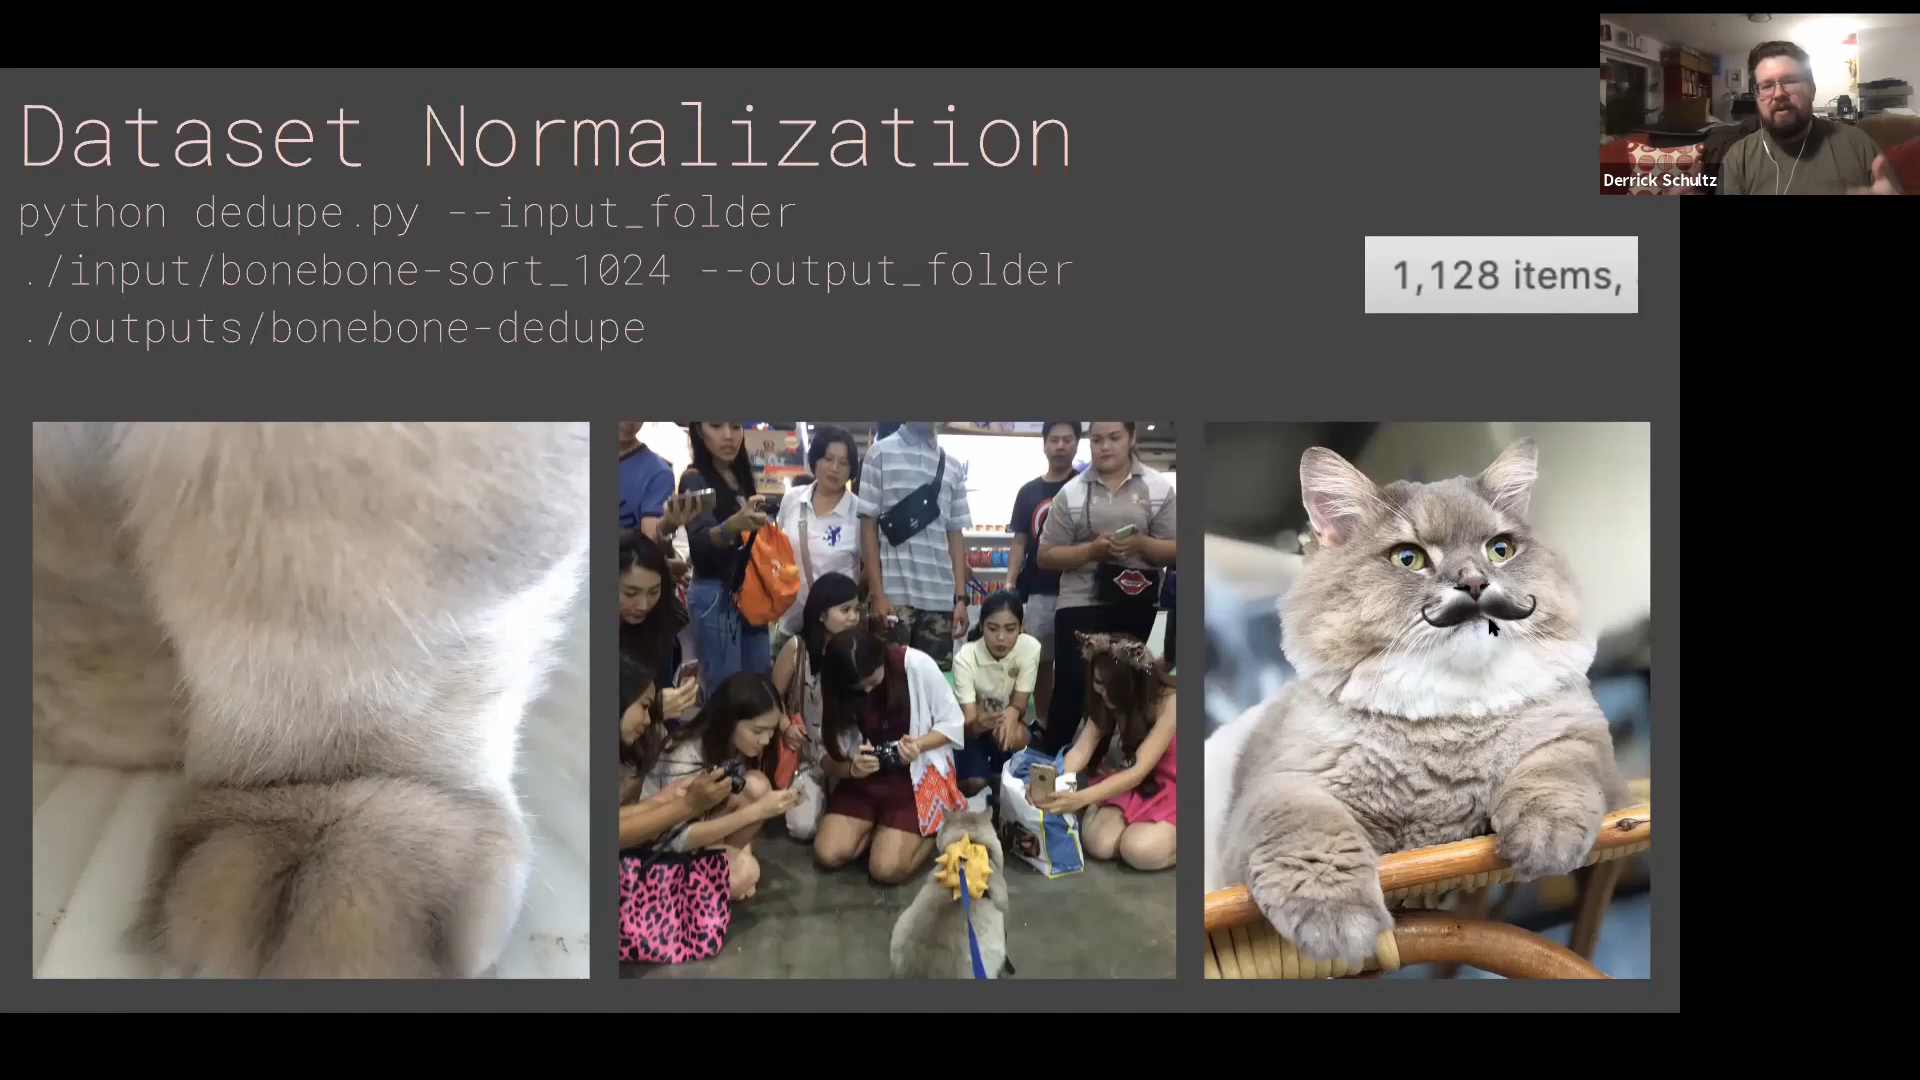 Dataset Normalization
python dedupe.py --input_folder
./input/bonebone-sort_1024 --output_folder
./outputs/bonebone-dedupe
1,128 items,
Derrick Schultz